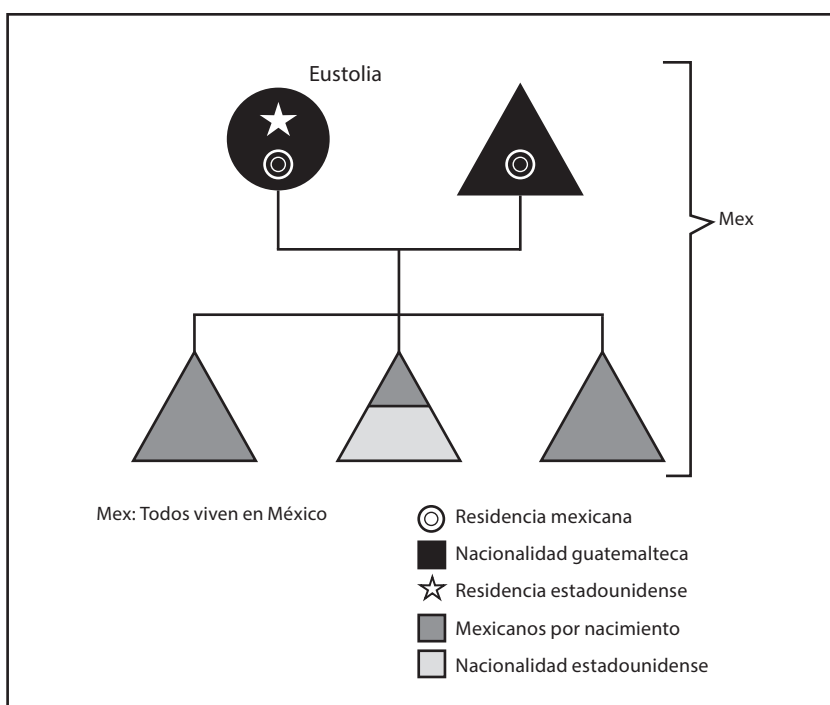 Eustolia
Mex
Mex: Todos viven en México
Residencia mexicana
Nacionalidad guatemalteca
Residencia estadounidense
Mexicanos por nacimiento
Nacionalidad estadounidense